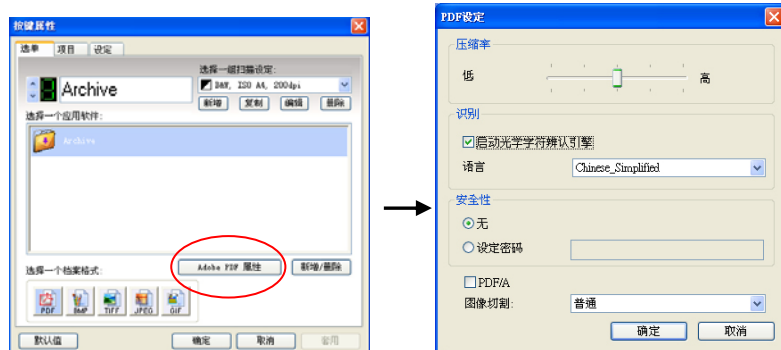 按键属性
选单 项目 设定
Archive
选择一组扫描设定:
B&W, ISO A4, 200dpi
新增 复制 编辑 删除
选择一个应用软件:
Archive
选择一个档案格式:
Adobe PDF 属性
新增/删除
PDF BMP TIFF JPEG GIF
默认值 确定 取消 套用
PDF设定
压缩率
低 高
识别
启动光学字符辨认引擎
语言 Chinese_Simplified
安全性
无
设定密码
PDF/A
图像切割: 普通
确定 取消